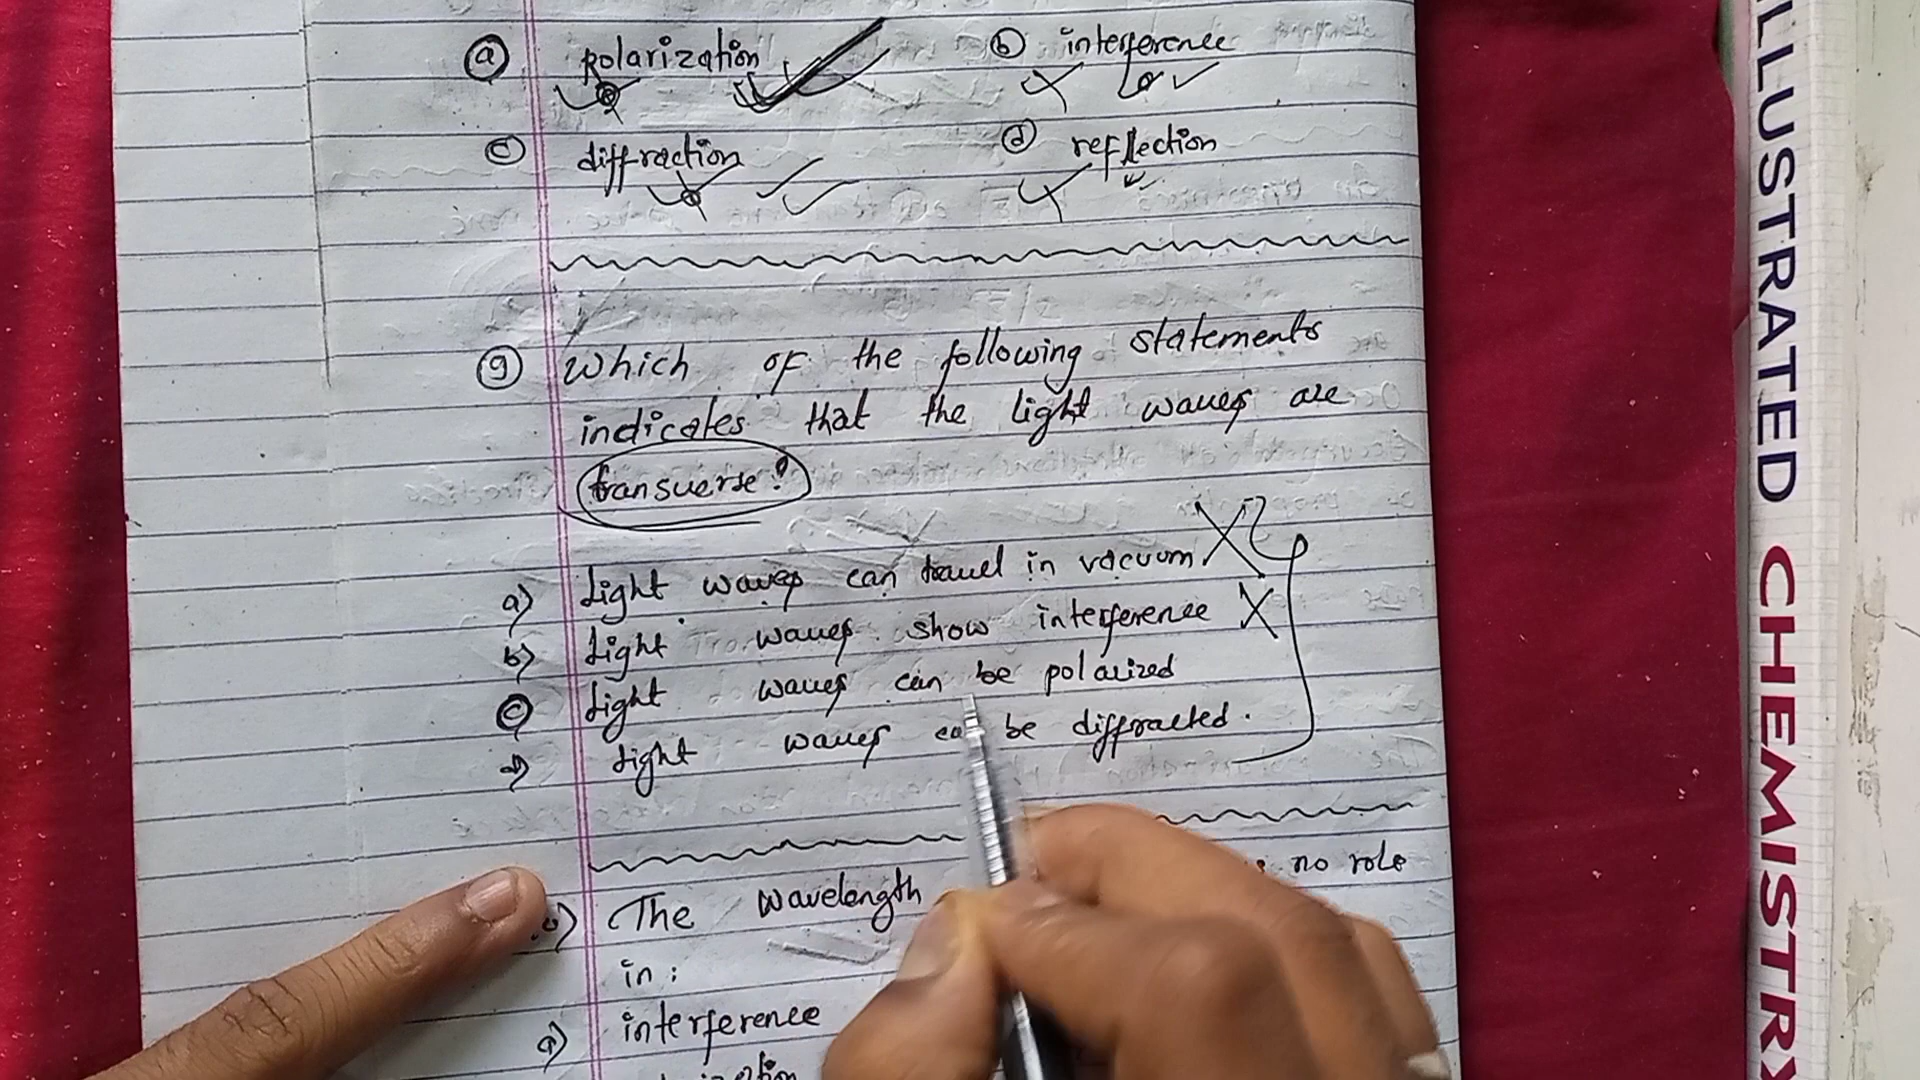 a polarization
b interference
c diffraction
d reflection
9 Which of the following statements
indicates that the light waves are
transverse?
a) Light waves can travel in vacuum.
b) Light waves show interference
c Light waves can be polarized
d) Light waves be diffracted.
The wavelength no role
in:
a) interference
ILLUSTRATED CHEMISTRY